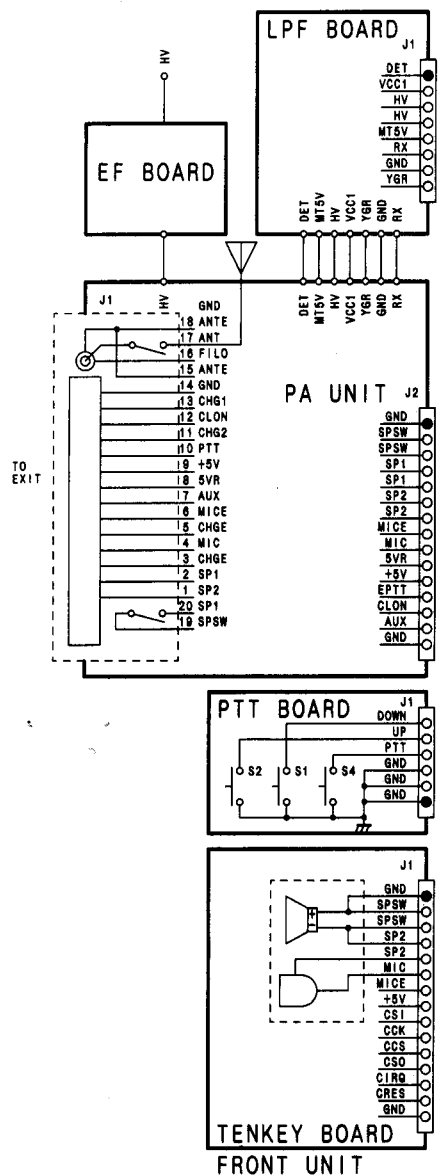 LPF BOARD
J1
DET
VCC1
HV
HV
MT5V
RX
GND
YGR
HV
EF BOARD
DET
MT5V
HV
VCC1
YGR
GND
RX
J1
HV
DET
MT5V
HV
VCC1
YGR
GND
RX
GND
18 ANTE
17 ANT
16 FILO
15 ANTE
14 GND
13 CHG1
12 CLON
11 CHG2
10 PTT
9 +5V
8 5VR
7 AUX
6 MICE
5 CHGE
4 MIC
3 CHGE
2 SP1
1 SP2
20 SP1
19 SPSW
TO
EXIT
PA UNIT
J2
GND
SPSW
SPSW
SP1
SP1
SP2
SP2
MICE
MIC
5VR
+5V
EPTT
CLON
AUX
GND
PTT BOARD
J1
DOWN
UP
PTT
GND
GND
GND
S2
S1
S4
J1
GND
SPSW
SPSW
SP2
SP2
MIC
MICE
+5V
CSI
CCK
CCS
CSO
CIRQ
CRES
GND
+
-
TENKEY BOARD
FRONT UNIT